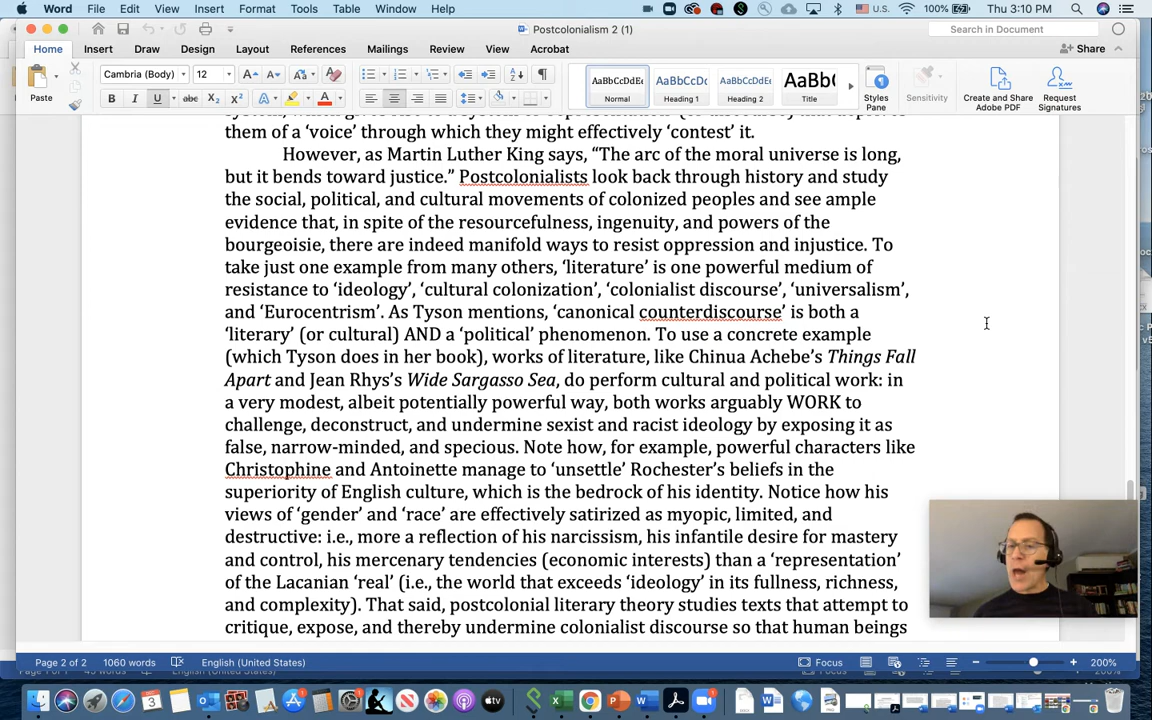 Word File Edit View Insert Format Tools Table Window Help U.S. 100% Thu 3:10 PM
Postcolonialism 2 (1)
Search in Document
Home Insert Draw Design Layout References Mailings Review View Acrobat Share
Paste
Cambria (Body) 12
AaBbCcDdEe AaBbCcDc AaBbCcDdEe AaBb(
Normal Heading 1 Heading 2 Title
Styles Pane
Sensitivity
Create and Share Adobe PDF
Request Signatures
them of a ‘voice’ through which they might effectively ‘contest’ it.
However, as Martin Luther King says, “The arc of the moral universe is long,
but it bends toward justice.” Postcolonialists look back through history and study
the social, political, and cultural movements of colonized peoples and see ample
evidence that, in spite of the resourcefulness, ingenuity, and powers of the
bourgeoisie, there are indeed manifold ways to resist oppression and injustice. To
take just one example from many others, ‘literature’ is one powerful medium of
resistance to ‘ideology’, ‘cultural colonization’, ‘colonialist discourse’, ‘universalism’,
and ‘Eurocentrism’. As Tyson mentions, ‘canonical counterdiscourse’ is both a
‘literary’ (or cultural) AND a ‘political’ phenomenon. To use a concrete example
(which Tyson does in her book), works of literature, like Chinua Achebe’s Things Fall
Apart and Jean Rhys’s Wide Sargasso Sea, do perform cultural and political work: in
a very modest, albeit potentially powerful way, both works arguably WORK to
challenge, deconstruct, and undermine sexist and racist ideology by exposing it as
false, narrow-minded, and specious. Note how, for example, powerful characters like
Christophine and Antoinette manage to ‘unsettle’ Rochester’s beliefs in the
superiority of English culture, which is the bedrock of his identity. Notice how his
views of ‘gender’ and ‘race’ are effectively satirized as myopic, limited, and
destructive: i.e., more a reflection of his narcissism, his infantile desire for mastery
and control, his mercenary tendencies (economic interests) than a ‘representation’
of the Lacanian ‘real’ (i.e., the world that exceeds ‘ideology’ in its fullness, richness,
and complexity). That said, postcolonial literary theory studies texts that attempt to
critique, expose, and thereby undermine colonialist discourse so that human beings
Page 2 of 2 1060 words English (United States) Focus 200%